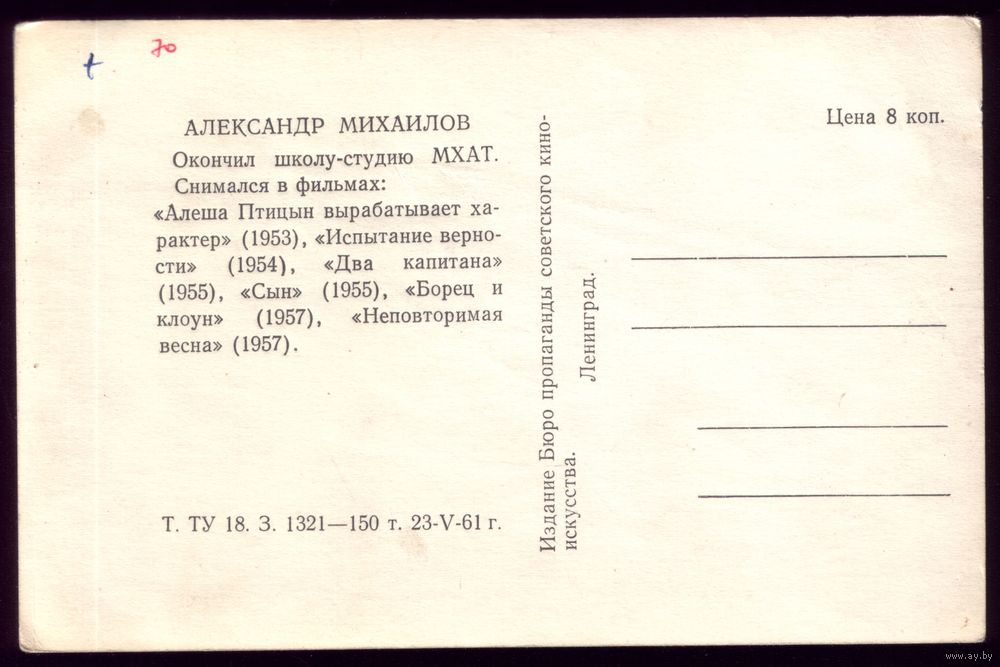 70
АЛЕКСАНДР МИХАИЛОВ
Окончил школу-студию МХАТ.
Снимался в фильмах:
«Алеша Птицын вырабатывает ха-
рактер» (1953), «Испытание верно-
сти» (1954), «Два капитана»
(1955), «Сын» (1955), «Борец и
клоун» (1957), «Неповторимая
весна» (1957).
Т. ТУ 18. З. 1321—150 т. 23-V-61 г.
Издание Бюро пропаганды советского кино-
искусства.
Ленинград.
Цена 8 коп.
www.ay.by